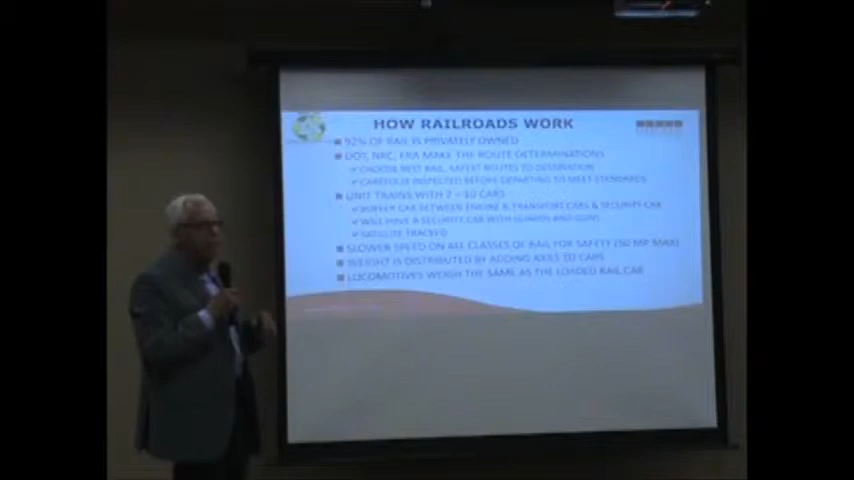 HOW RAILROADS WORK
92% OF RAIL IS PRIVATELY OWNED
DOT, NRC, FRA MAKE THE ROUTE DETERMINATIONS
CHOOSE BEST RAIL, SAFEST ROUTES TO DESTINATION
CAREFULLY INSPECTED BEFORE DEPARTING TO MEET STANDARDS
UNIT TRAINS WITH 7 – 10 CARS
BUFFER CAR BETWEEN ENGINE & TRANSPORT CARS & SECURITY CAR
WILL HAVE A SECURITY CAR WITH GUARDS AND GUNS
SATELLITE TRACKED
SLOWER SPEED ON ALL CLASSES OF RAIL FOR SAFETY (50 MP MAX)
WEIGHT IS DISTRIBUTED BY ADDING AXELS TO CARS
LOCOMOTIVES WEIGH THE SAME AS THE LOADED RAIL CAR